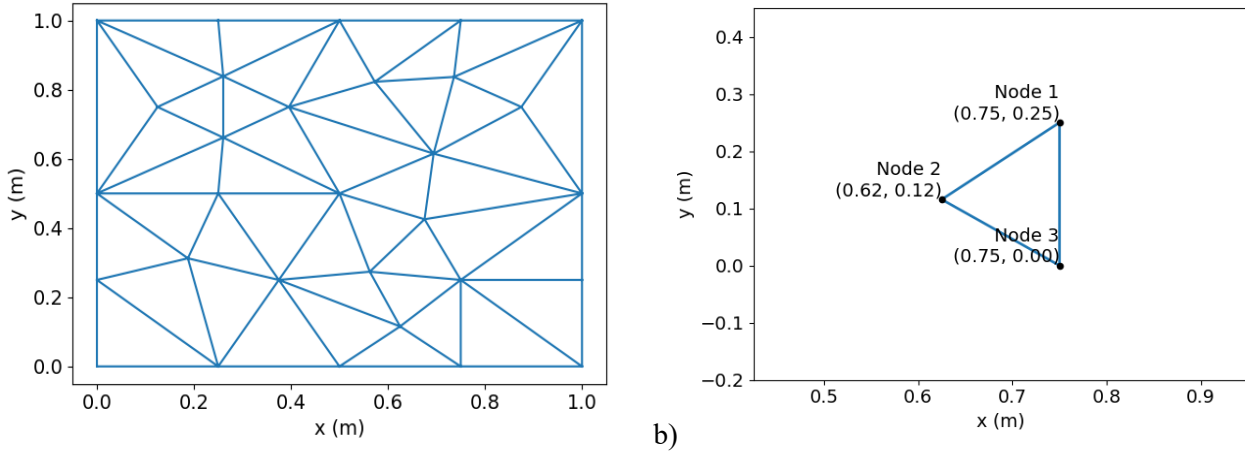 1.0
0.8
0.6
0.4
0.2
0.0
y (m)
0.0 0.2 0.4 0.6 0.8 1.0
x (m)
b)
0.4
0.3
0.2
0.1
0.0
−0.1
−0.2
y (m)
Node 1
(0.75, 0.25)
Node 2
(0.62, 0.12)
Node 3
(0.75, 0.00)
0.5 0.6 0.7 0.8 0.9
x (m)